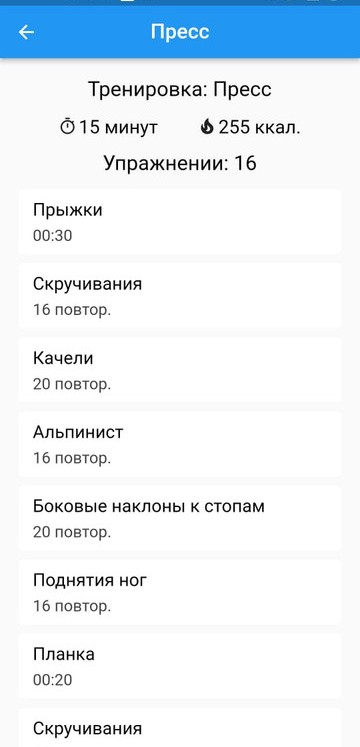 Пресс
Тренировка: Пресс
15 минут 255 ккал.
Упражнении: 16
Прыжки
00:30
Скручивания
16 повтор.
Качели
20 повтор.
Альпинист
16 повтор.
Боковые наклоны к стопам
20 повтор.
Поднятия ног
16 повтор.
Планка
00:20
Скручивания